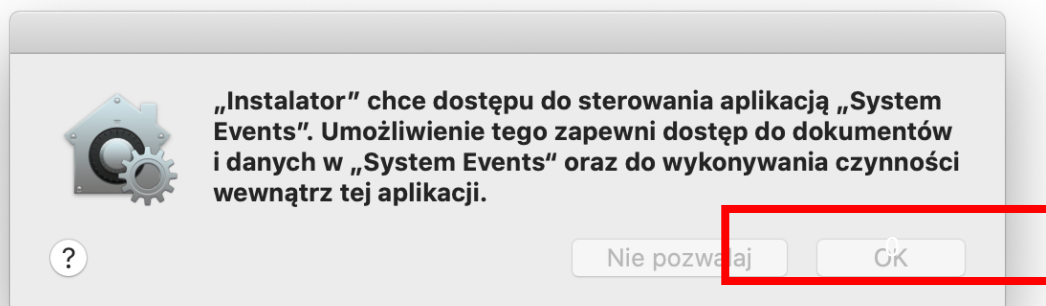 „Instalator” chce dostępu do sterowania aplikacją „System
Events”. Umożliwienie tego zapewni dostęp do dokumentów
i danych w „System Events“ oraz do wykonywania czynności
wewnątrz tej aplikacji.
?
Nie pozwalaj
OK